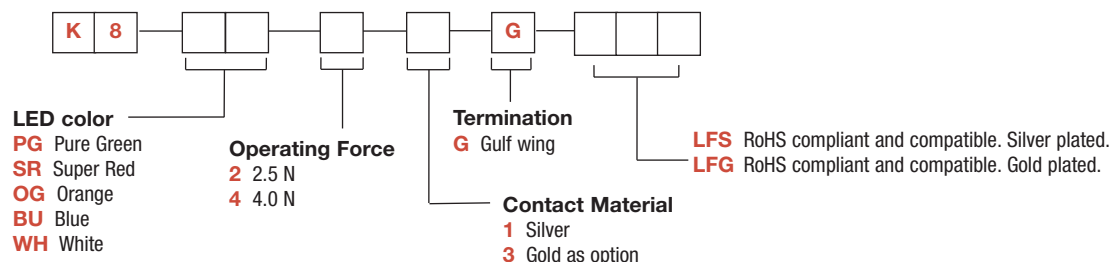 K 8 G
LED color
PG Pure Green
SR Super Red
OG Orange
BU Blue
WH White
Operating Force
2 2.5 N
4 4.0 N
Contact Material
1 Silver
3 Gold as option
Termination
G Gulf wing
LFS RoHS compliant and compatible. Silver plated.
LFG RoHS compliant and compatible. Gold plated.